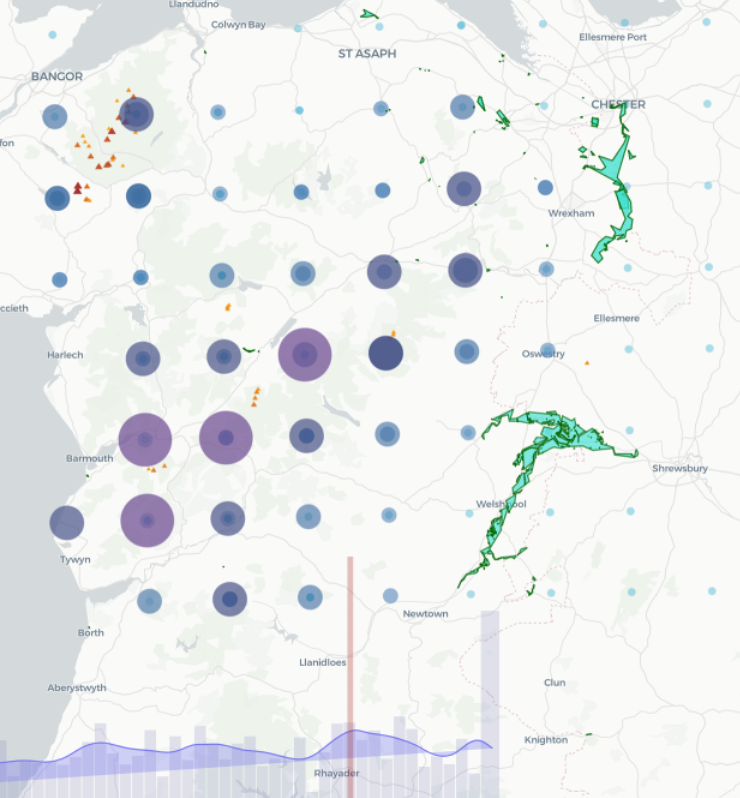 Llandudno
Colwyn Bay
Ellesmere Port
ST ASAPH
BANGOR
CHESTER
fon
Wrexham
ccieth
Ellesmere
Harlech
Oswestry
Barmouth
Shrewsbury
Welshpool
Tywyn
Newtown
Borth
Llanidloes
Clun
Aberystwyth
Knighton
Rhayader